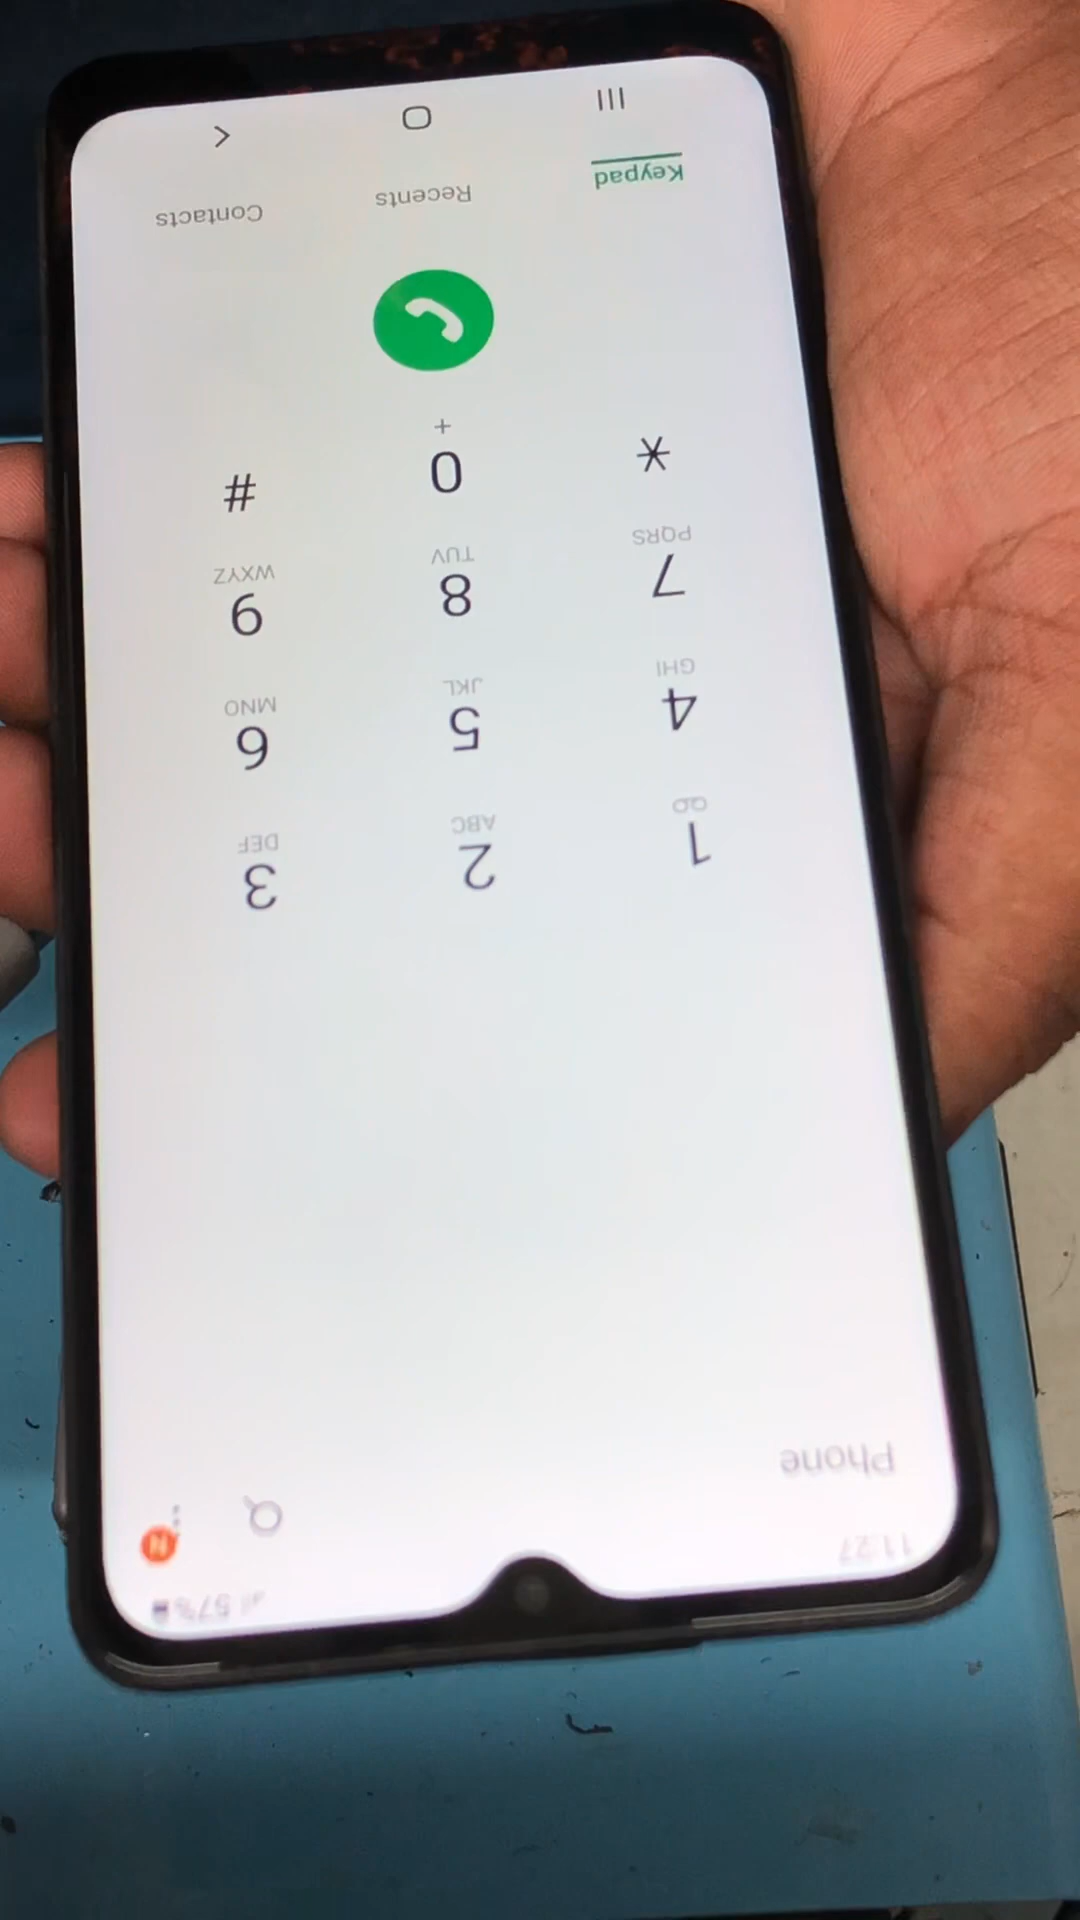 11:27
57%
N
Phone
1
2 ABC
3 DEF
4 GHI
5 JKL
6 MNO
7 PQRS
8 TUV
9 WXYZ
*
0 +
#
Keypad Recents Contacts